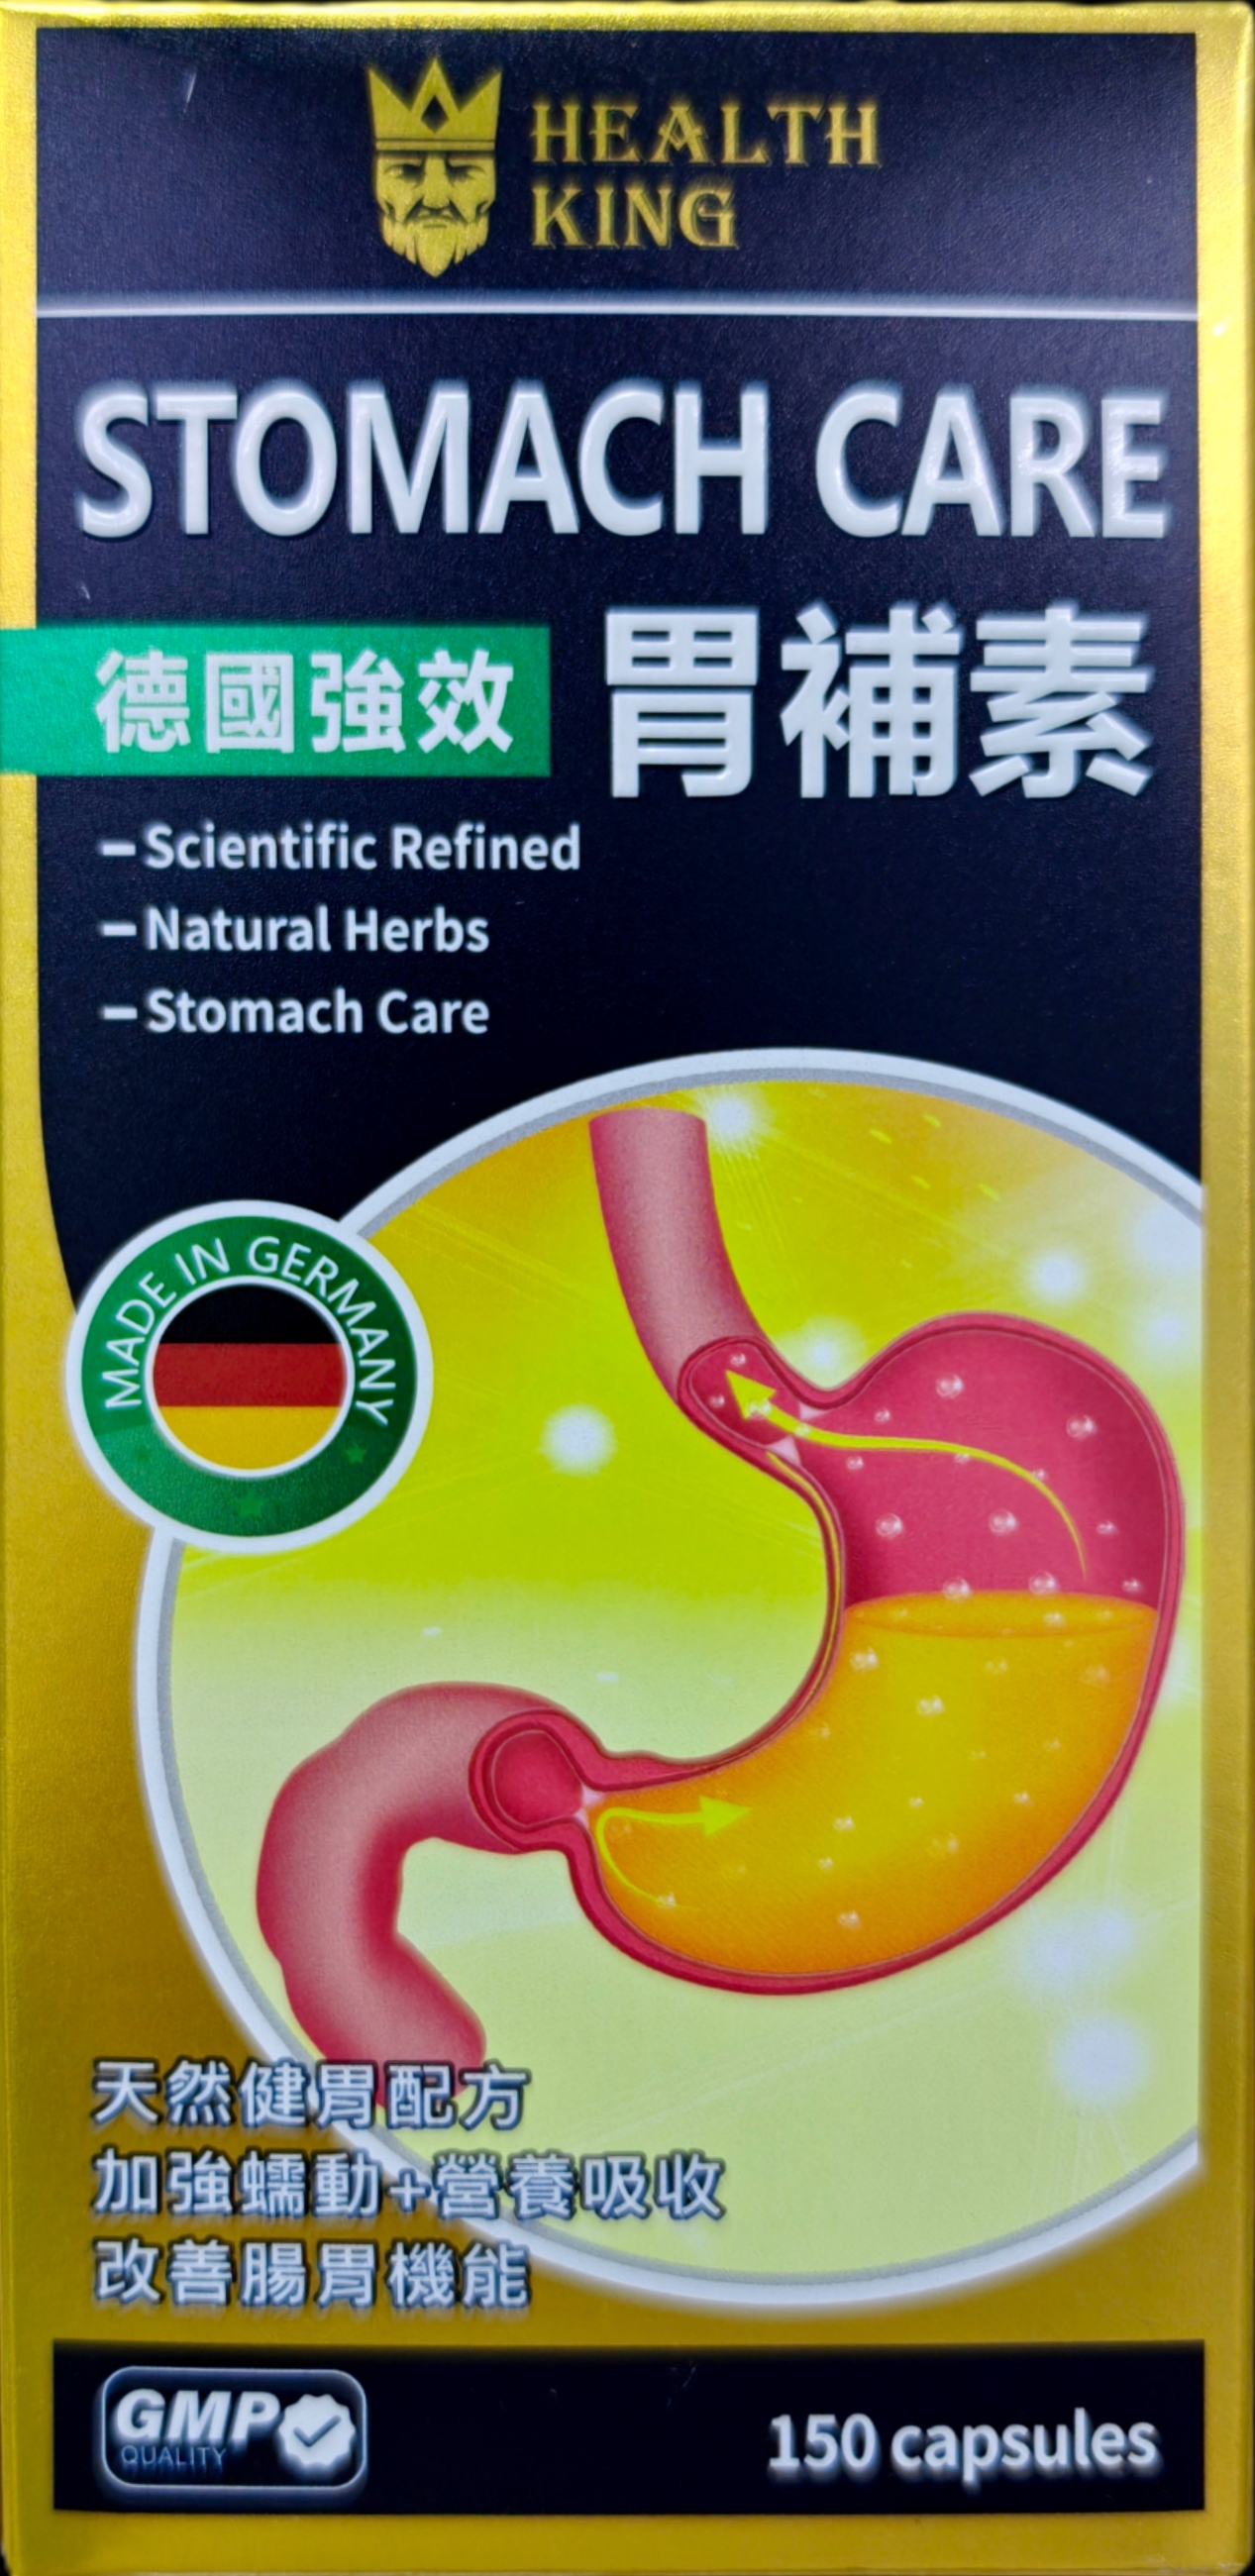 HEALTH
KING
STOMACH CARE
德國強效 胃補素
–Scientific Refined
–Natural Herbs
–Stomach Care
MADE IN GERMANY
天然健胃配方
加強蠕動+營養吸收
改善腸胃機能
GMP
QUALITY
150 capsules